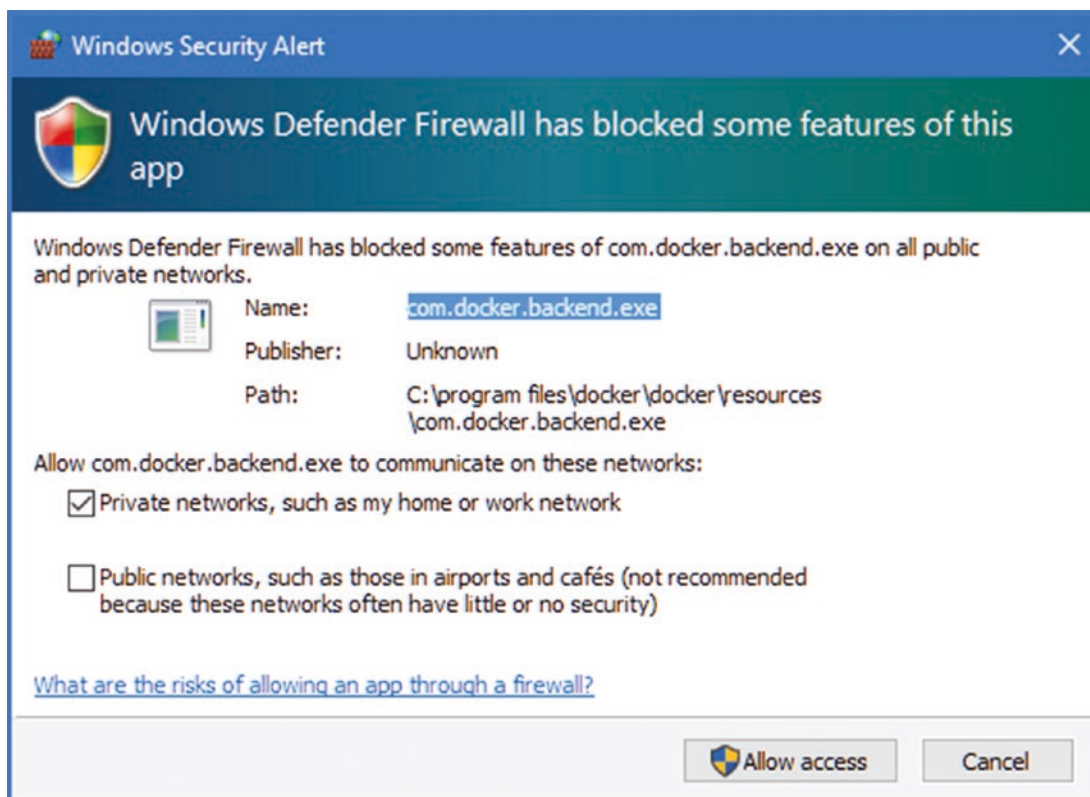 Windows Security Alert
Windows Defender Firewall has blocked some features of this
app
Windows Defender Firewall has blocked some features of com.docker.backend.exe on all public
and private networks.
Name: com.docker.backend.exe
Publisher: Unknown
Path: C:\program files\docker\docker\resources
\com.docker.backend.exe
Allow com.docker.backend.exe to communicate on these networks:
Private networks, such as my home or work network
Public networks, such as those in airports and cafés (not recommended
because these networks often have little or no security)
What are the risks of allowing an app through a firewall?
Allow access Cancel